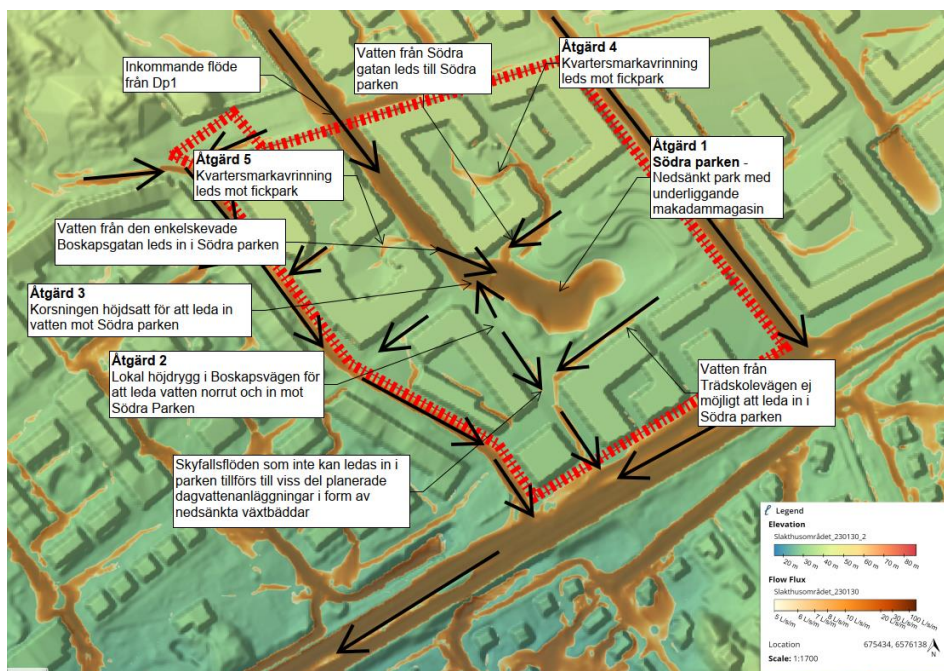 Inkommande flöde
från Dp1
Vatten från Södra
gatan leds till Södra
parken
Åtgärd 4
Kvartersmarkavrinning
leds mot fickpark
Åtgärd 1
Södra parken -
Nedsänkt park med
underliggande
makadammagasin
Åtgärd 5
Kvartersmarkavrinning
leds mot fickpark
Vatten från den enkelskevade
Boskapsgatan leds in i Södra parken
Åtgärd 3
Korsningen höjdsatt för att leda in
vatten mot Södra parken
Åtgärd 2
Lokal höjdrygg i Boskapsvägen för
att leda vatten norrut och in mot
Södra Parken
Vatten från
Trädskolevägen ej
möjligt att leda in i
Södra parken
Skyfallsflöden som inte kan ledas in i
parken tillförs till viss del planerade
dagvattenanläggningar i form av
nedsänkta växtbäddar
Legend
Elevation
Slakthusområdet_230130_2
20 m 30 m 40 m 50 m 60 m 70 m 80 m
Flow Flux
Slakthusområdet_230130
5 L/s/m 6 L/s/m 7 L/s/m 8 L/s/m 10 L/s/m 20 L/s/m 20 L/s/m 100 L/s/m
Location 675434, 6576138
N
Scale: 1:1700